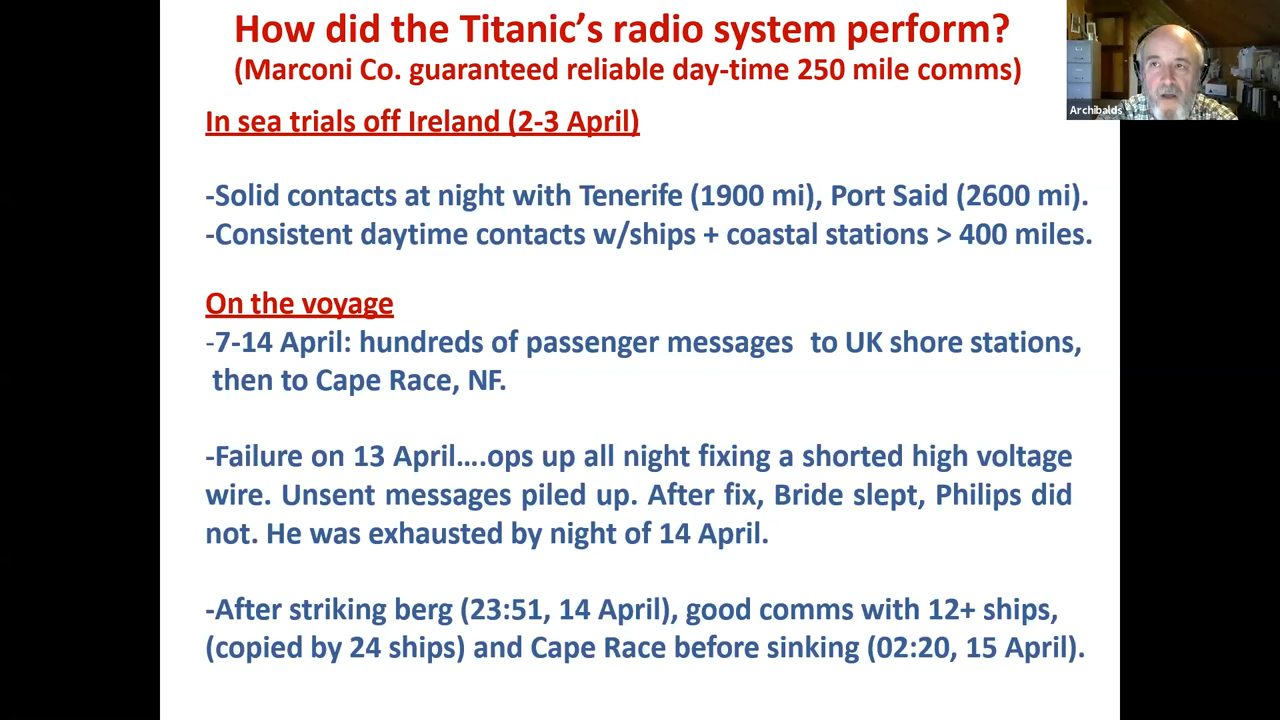 How did the Titanic's radio system perform?
(Marconi Co. guaranteed reliable day-time 250 mile comms)
Archibalds
In sea trials off Ireland (2-3 April)
-Solid contacts at night with Tenerife (1900 mi), Port Said (2600 mi).
-Consistent daytime contacts w/ships + coastal stations > 400 miles.
On the voyage
-7-14 April: hundreds of passenger messages to UK shore stations,
then to Cape Race, NF.
-Failure on 13 April....ops up all night fixing a shorted high voltage
wire. Unsent messages piled up. After fix, Bride slept, Philips did
not. He was exhausted by night of 14 April.
-After striking berg (23:51, 14 April), good comms with 12+ ships,
(copied by 24 ships) and Cape Race before sinking (02:20, 15 April).